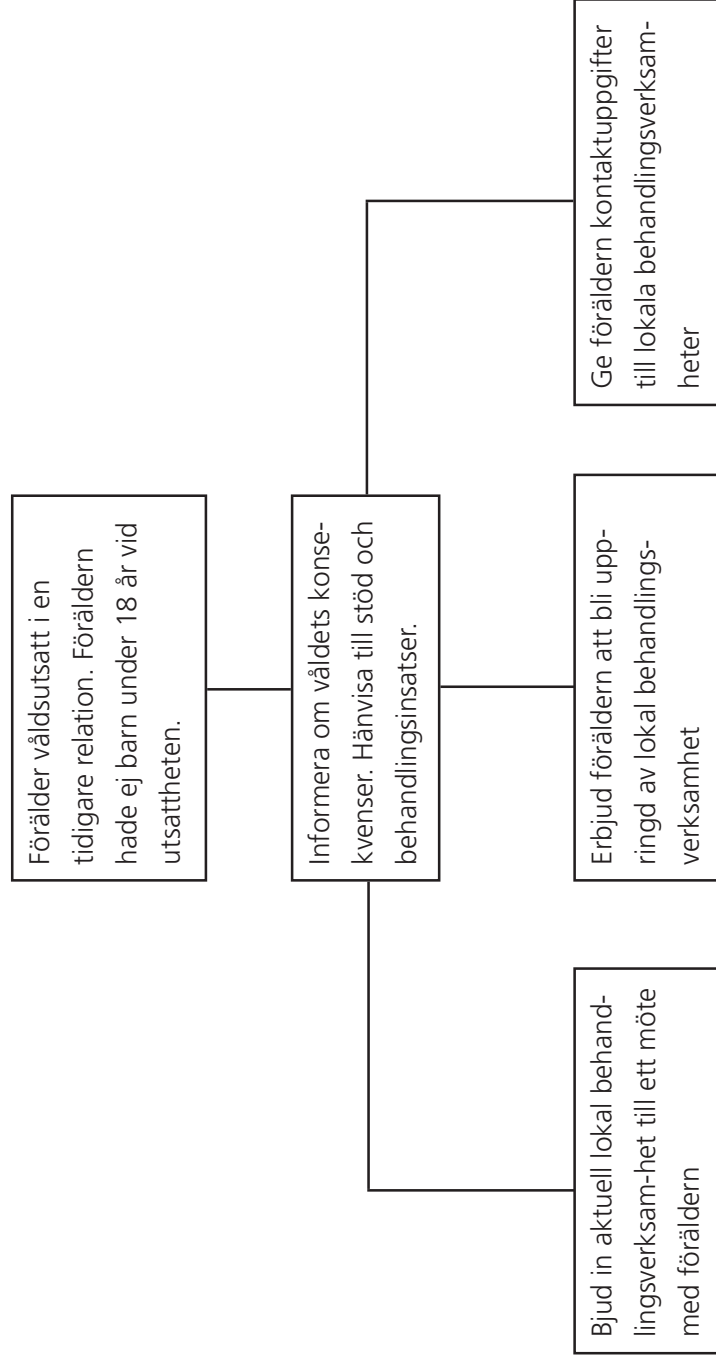 Förälder våldsutsatt i en
tidigare relation. Föräldern
hade ej barn under 18 år vid
utsattheten.
Informera om våldets konse-
kvenser. Hänvisa till stöd och
behandlingsinsatser.
Bjud in aktuell lokal behand-
lingsverksam-het till ett möte
med föräldern
Erbjud föräldern att bli upp-
ringd av lokal behandlings-
verksamhet
Ge föräldern kontaktuppgifter
till lokala behandlingsverksam-
heter